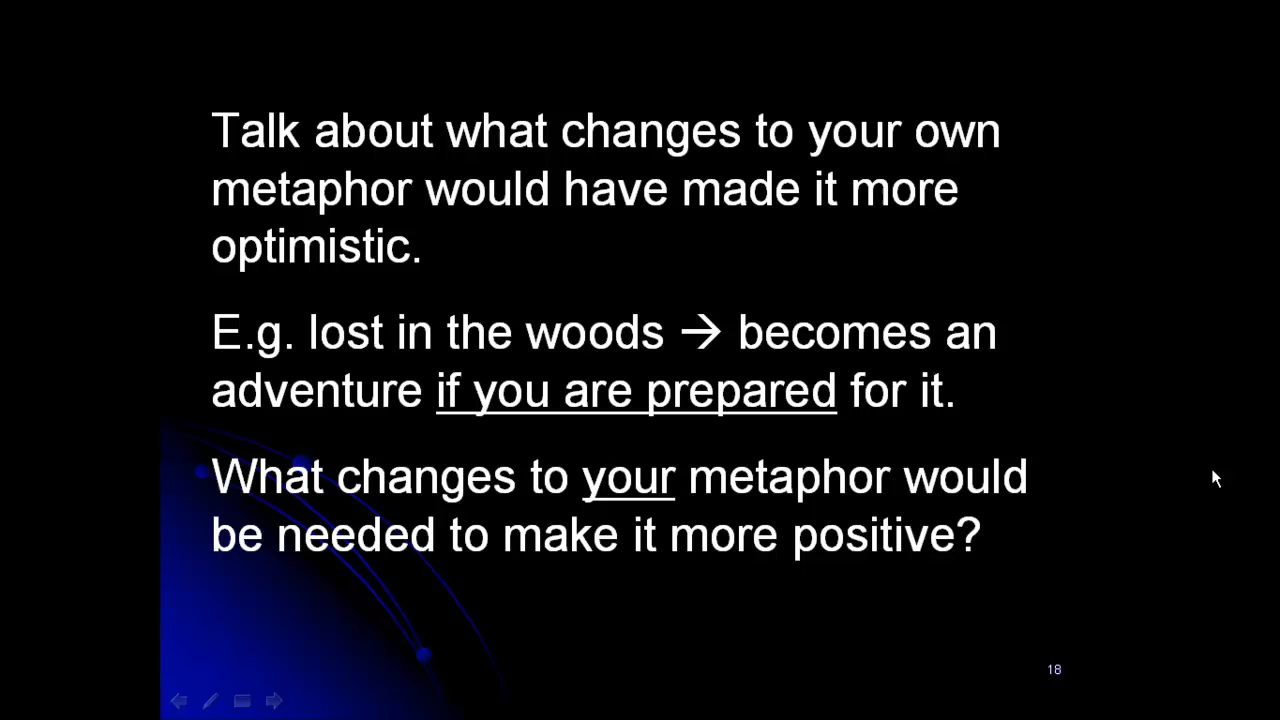 Talk about what changes to your own
metaphor would have made it more
optimistic.
E.g. lost in the woods → becomes an
adventure if you are prepared for it.
What changes to your metaphor would
be needed to make it more positive?
18